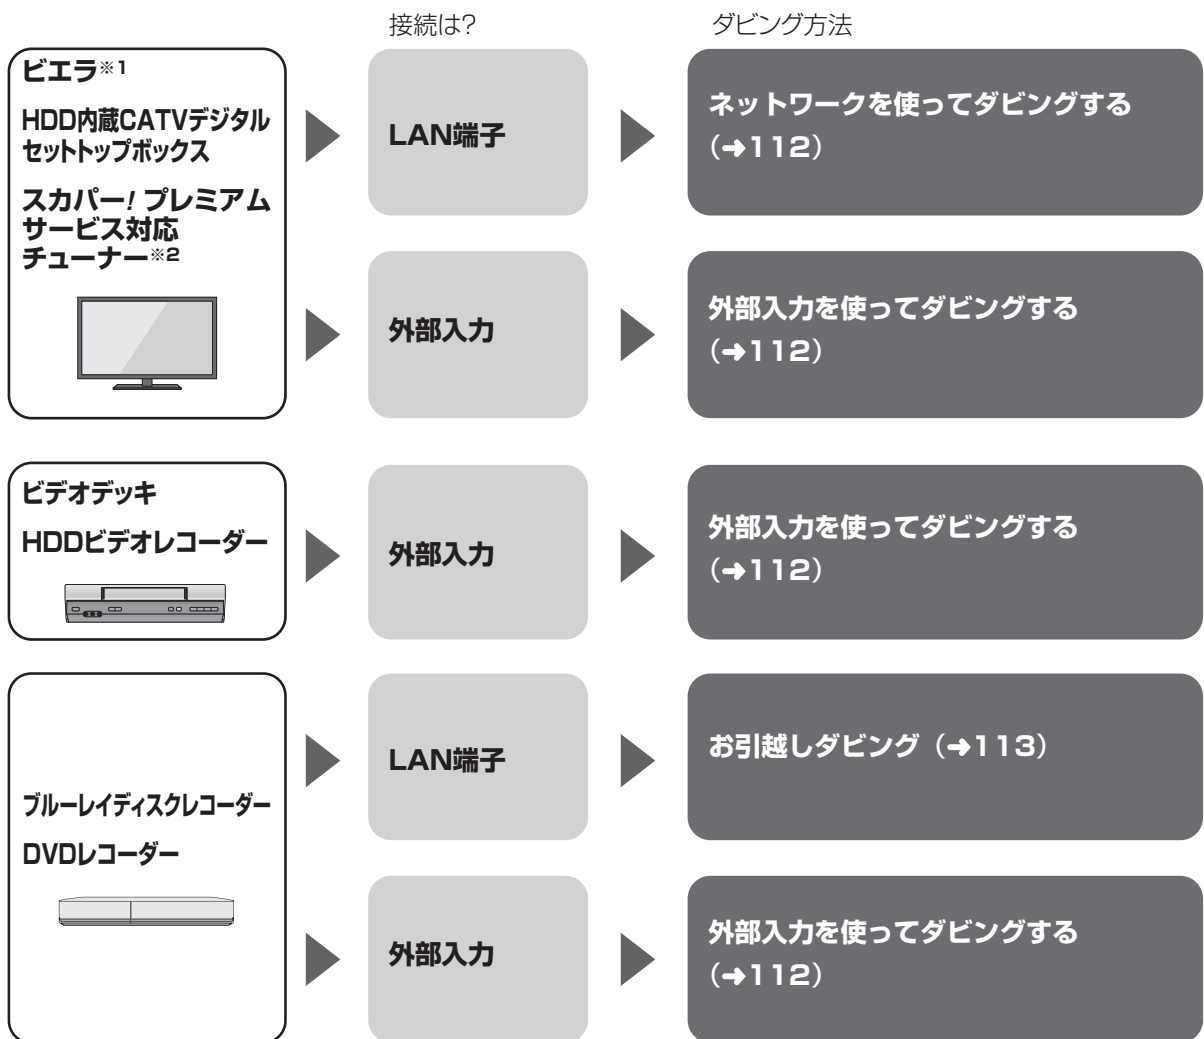 接続は?
ダビング方法
ビエラ※1
HDD内蔵CATVデジタル
セットトップボックス
スカパー! プレミアム
サービス対応
チューナー※2
LAN端子
ネットワークを使ってダビングする
(➜112)
外部入力
外部入力を使ってダビングする
(➜112)
ビデオデッキ
HDDビデオレコーダー
外部入力
外部入力を使ってダビングする
(➜112)
ブルーレイディスクレコーダー
DVDレコーダー
LAN端子
お引越しダビング(➜113)
外部入力
外部入力を使ってダビングする
(➜112)